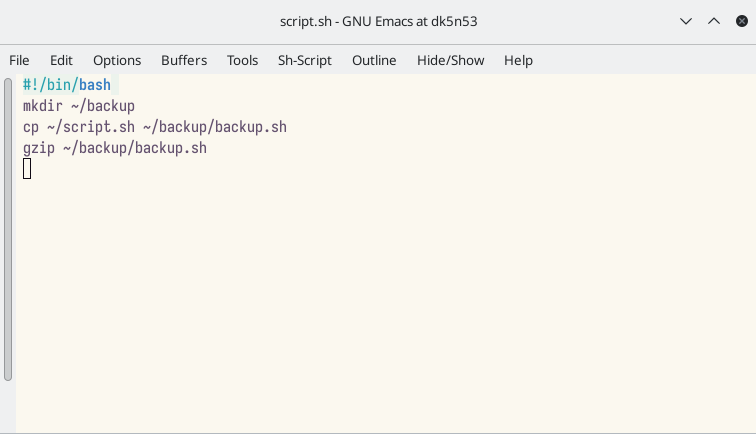 script.sh - GNU Emacs at dk5n53
File Edit Options Buffers Tools Sh-Script Outline Hide/Show Help
#!/bin/bash
mkdir ~/backup
cp ~/script.sh ~/backup/backup.sh
gzip ~/backup/backup.sh